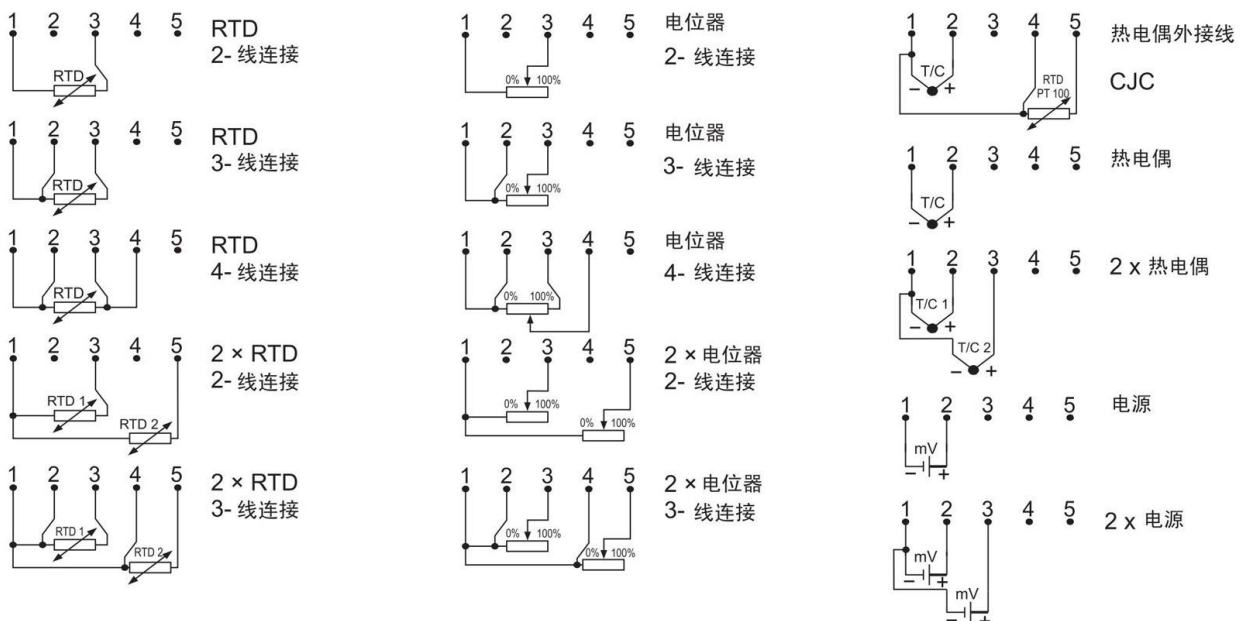 1 2 3 4 5
RTD
2- 线连接
RTD
1 2 3 4 5
RTD
3- 线连接
RTD
1 2 3 4 5
RTD
4- 线连接
RTD
1 2 3 4 5
2 × RTD
2- 线连接
RTD 1
RTD 2
1 2 3 4 5
2 × RTD
3- 线连接
RTD 1
RTD 2
1 2 3 4 5
电位器
2- 线连接
0% 100%
1 2 3 4 5
电位器
3- 线连接
0% 100%
1 2 3 4 5
电位器
4- 线连接
0% 100%
1 2 3 4 5
2 × 电位器
2- 线连接
0% 100%
0% 100%
1 2 3 4 5
2 × 电位器
3- 线连接
0% 100%
0% 100%
1 2 3 4 5
热电偶外接线
CJC
T/C
- +
RTD
PT 100
1 2 3 4 5
热电偶
T/C
- +
1 2 3 4 5
2 x 热电偶
T/C 1
- +
T/C 2
- +
1 2 3 4 5
电源
mV
- +
1 2 3 4 5
2 x 电源
mV
- +
mV
- +